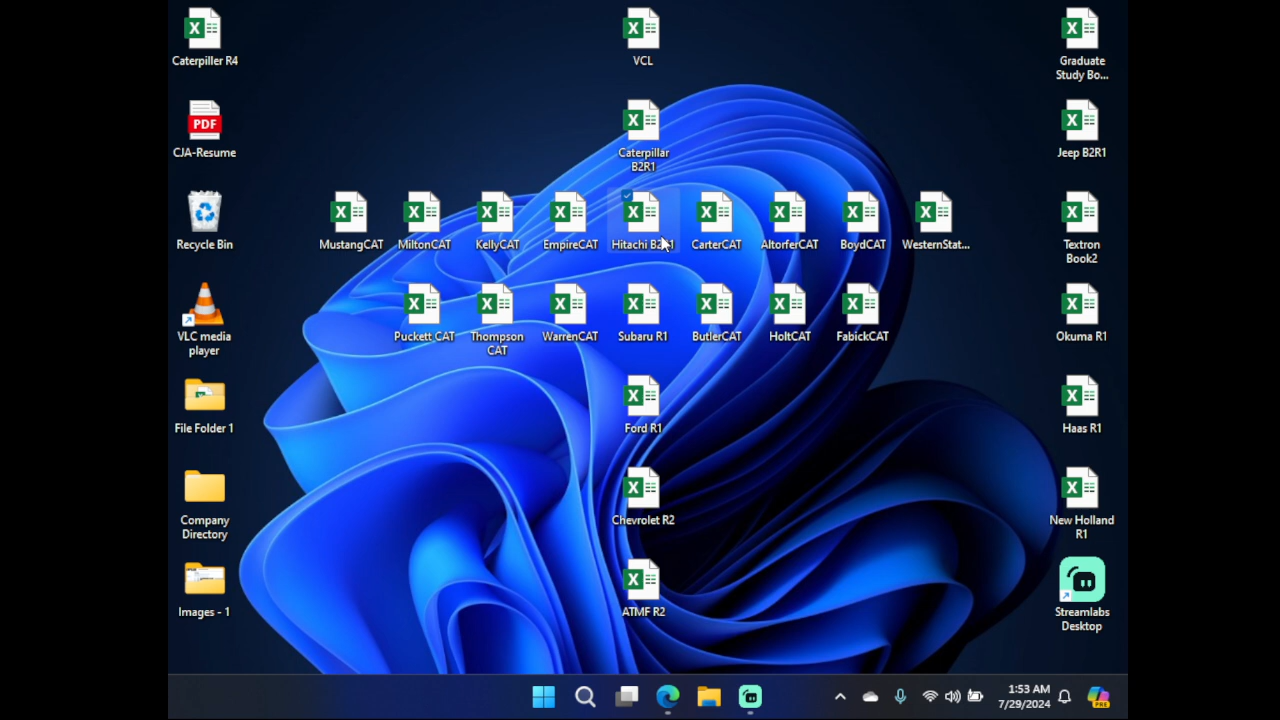 Caterpiller R4
VCL
Graduate
Study Bo...
PDF
CJA-Resume
Caterpillar
B2R1
Jeep B2R1
Recycle Bin
MustangCAT
MiltonCAT
KellyCAT
EmpireCAT
Hitachi B2R1
CarterCAT
AltorferCAT
BoydCAT
WesternStat...
Textron
Book2
VLC media
player
Puckett CAT
Thompson
CAT
WarrenCAT
Subaru R1
ButlerCAT
HoltCAT
FabickCAT
Okuma R1
File Folder 1
Ford R1
Haas R1
Company
Directory
Chevrolet R2
New Holland
R1
Images - 1
ATMF R2
Streamlabs
Desktop
1:53 AM
7/29/2024
PRE